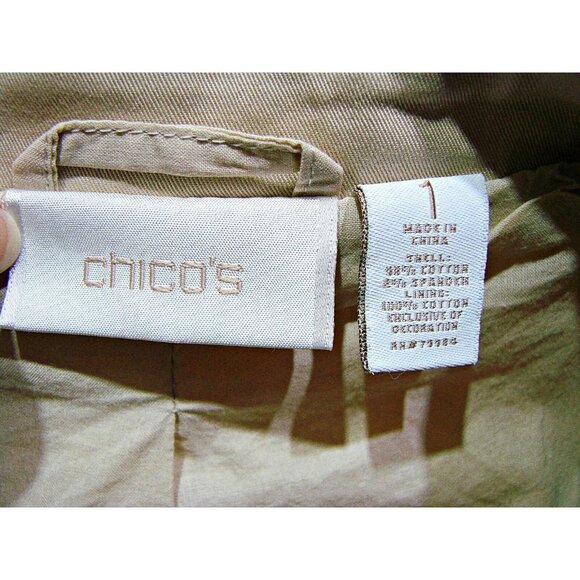 chico's
1
MADE IN
CHINA
SHELL:
98% COTTON
2% SPANDEX
LINING:
100% COTTON
EXCLUSIVE OF
DECORATION
RN#79984